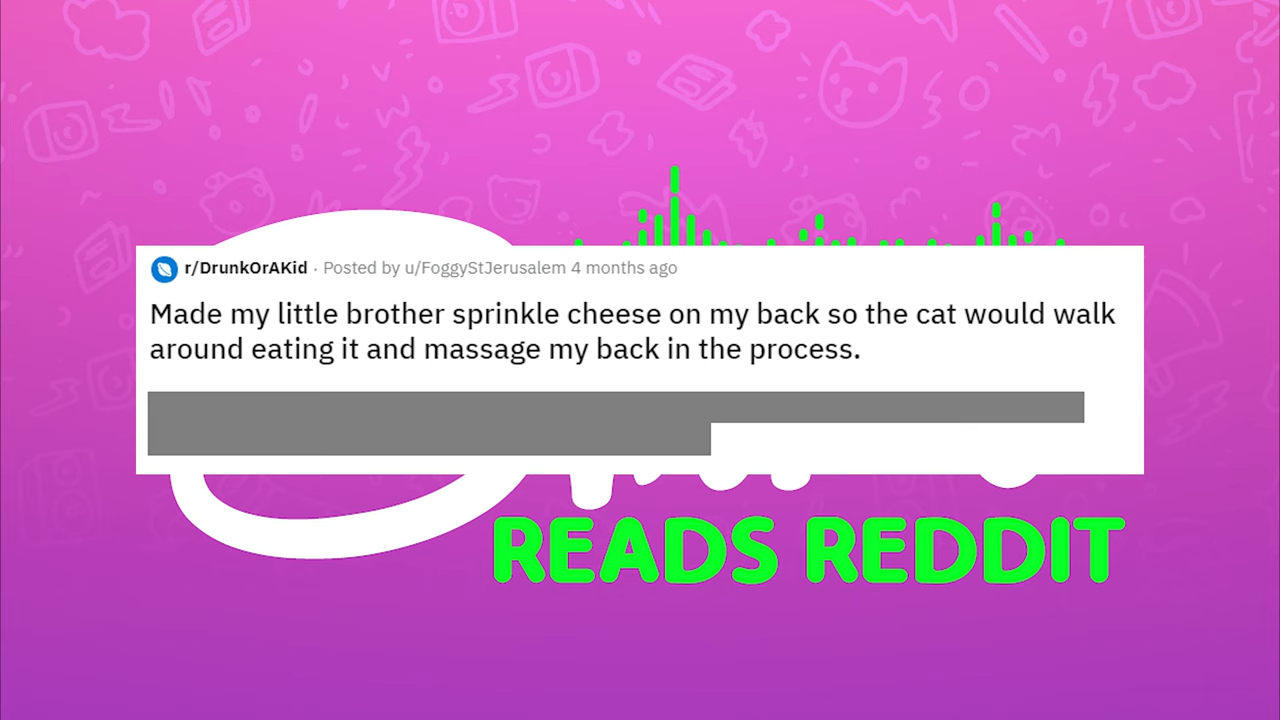 r/DrunkOrAKid · Posted by u/FoggyStJerusalem 4 months ago
Made my little brother sprinkle cheese on my back so the cat would walk
around eating it and massage my back in the process.
READS REDDIT